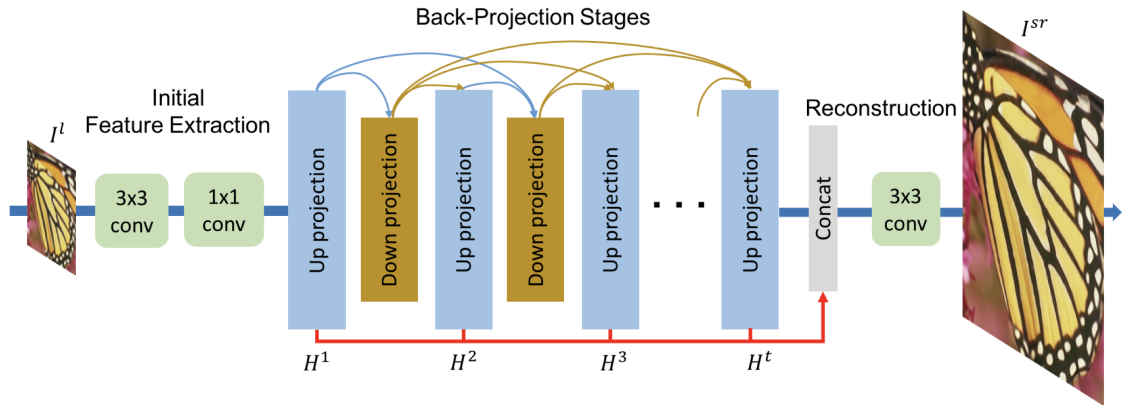 Back-Projection Stages
Initial
Feature Extraction
I^l
3x3
conv
1x1
conv
Up projection
Down projection
Up projection
Down projection
Up projection
. . .
Up projection
Reconstruction
Concat
3x3
conv
I^{sr}
H^1
H^2
H^3
H^t